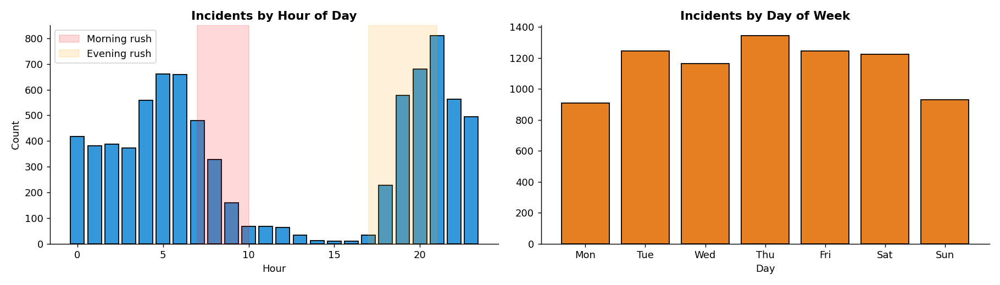 Incidents by Hour of Day
Morning rush
Evening rush
800
700
600
500
400
300
200
100
0
Count
0 5 10 15 20
Hour
Incidents by Day of Week
1400
1200
1000
800
600
400
200
0
Mon Tue Wed Thu Fri Sat Sun
Day